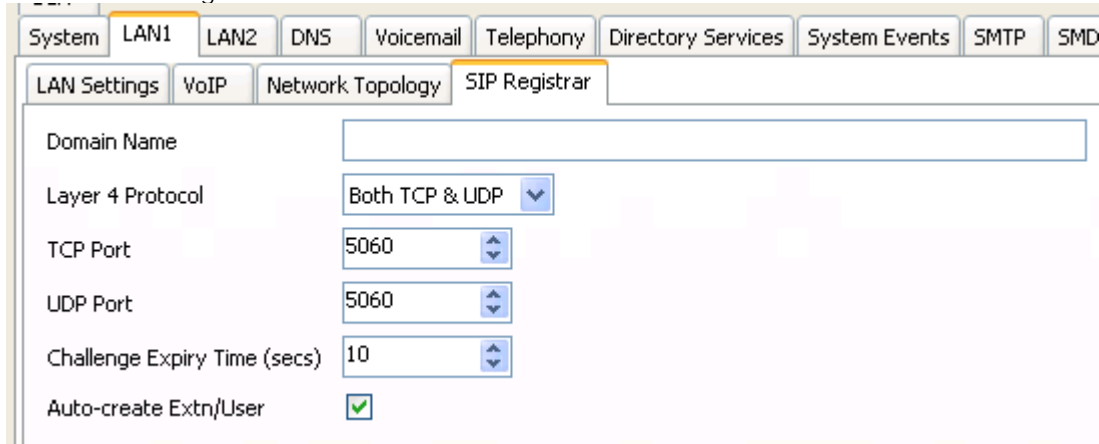 System LAN1 LAN2 DNS Voicemail Telephony Directory Services System Events SMTP SMD
LAN Settings VoIP Network Topology SIP Registrar
Domain Name
Layer 4 Protocol Both TCP & UDP
TCP Port 5060
UDP Port 5060
Challenge Expiry Time (secs) 10
Auto-create Extn/User